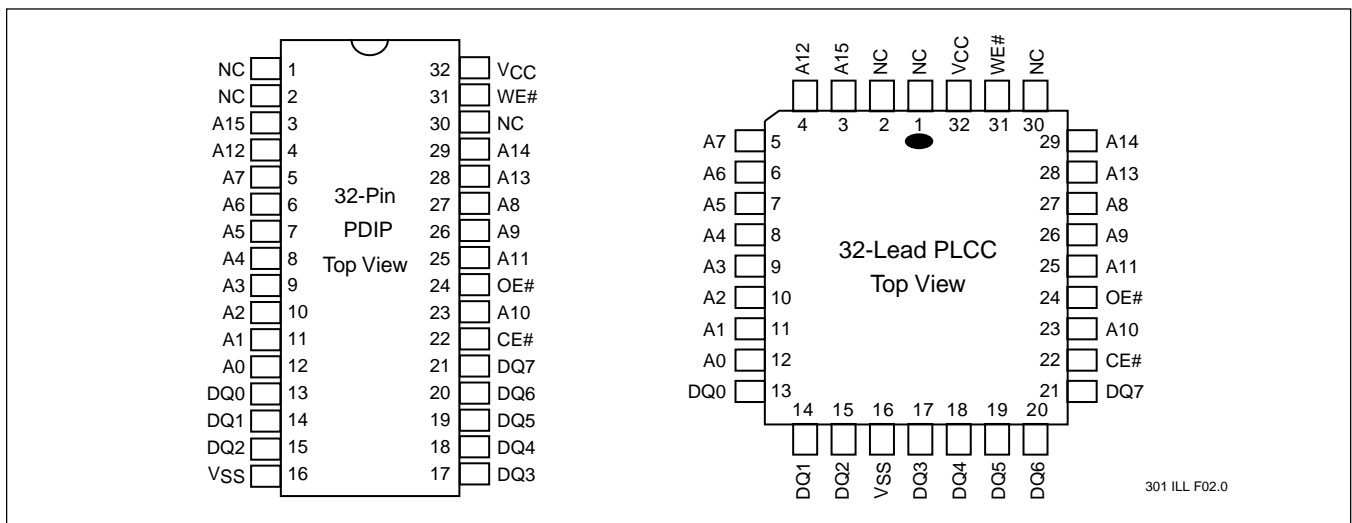 NC 1 32 VCC
NC 2 31 WE#
A15 3 30 NC
A12 4 29 A14
A7 5 28 A13
A6 6 27 A8
A5 7 26 A9
A4 8 25 A11
A3 9 24 OE#
A2 10 23 A10
A1 11 22 CE#
A0 12 21 DQ7
DQ0 13 20 DQ6
DQ1 14 19 DQ5
DQ2 15 18 DQ4
VSS 16 17 DQ3
32-Pin
PDIP
Top View
A12 A15 NC NC VCC WE# NC
4 3 2 1 32 31 30
A7 5 29 A14
A6 6 28 A13
A5 7 27 A8
A4 8 26 A9
A3 9 25 A11
A2 10 24 OE#
A1 11 23 A10
A0 12 22 CE#
DQ0 13 21 DQ7
32-Lead PLCC
Top View
14 15 16 17 18 19 20
DQ1 DQ2 VSS DQ3 DQ4 DQ5 DQ6
301 ILL F02.0